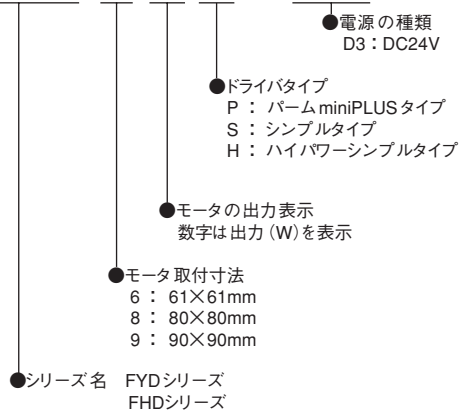 ●電源の種類
D3：DC24V
●ドライバタイプ
P： パームminiPLUSタイプ
S： シンプルタイプ
H： ハイパワーシンプルタイプ
●モータの出力表示
数字は出力（W）を表示
●モータ取付寸法
6： 61×61mm
8： 80×80mm
9： 90×90mm
●シリーズ名 FYDシリーズ
FHDシリーズ